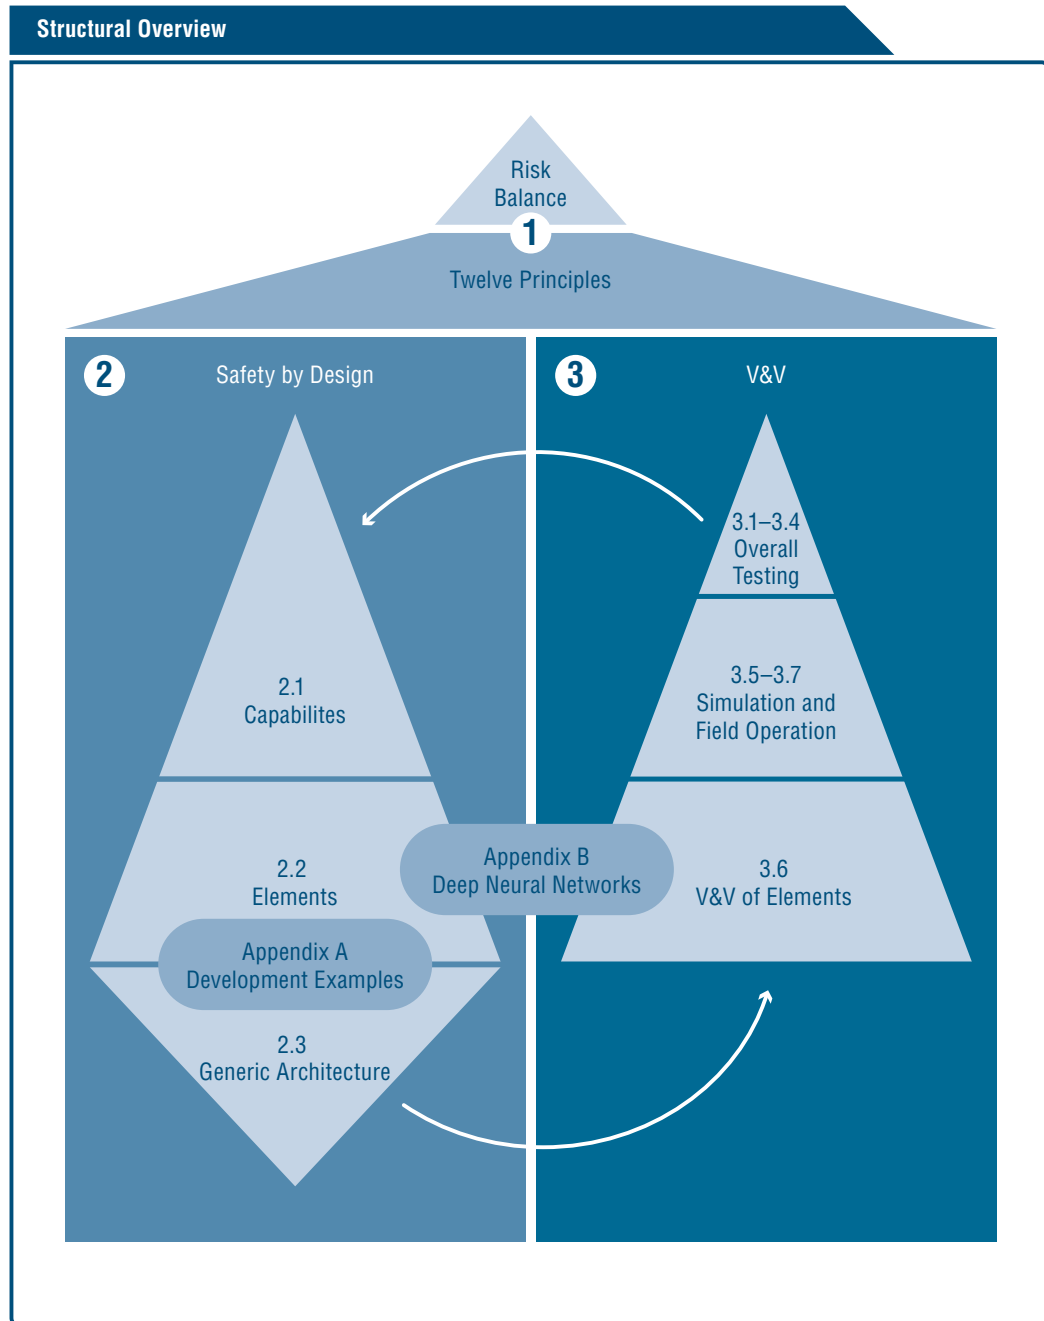 Structural Overview
Risk
Balance
1
Twelve Principles
2
Safety by Design
2.1
Capabilites
2.2
Elements
Appendix A
Development Examples
2.3
Generic Architecture
Appendix B
Deep Neural Networks
3
V&V
3.1–3.4
Overall
Testing
3.5–3.7
Simulation and
Field Operation
3.6
V&V of Elements